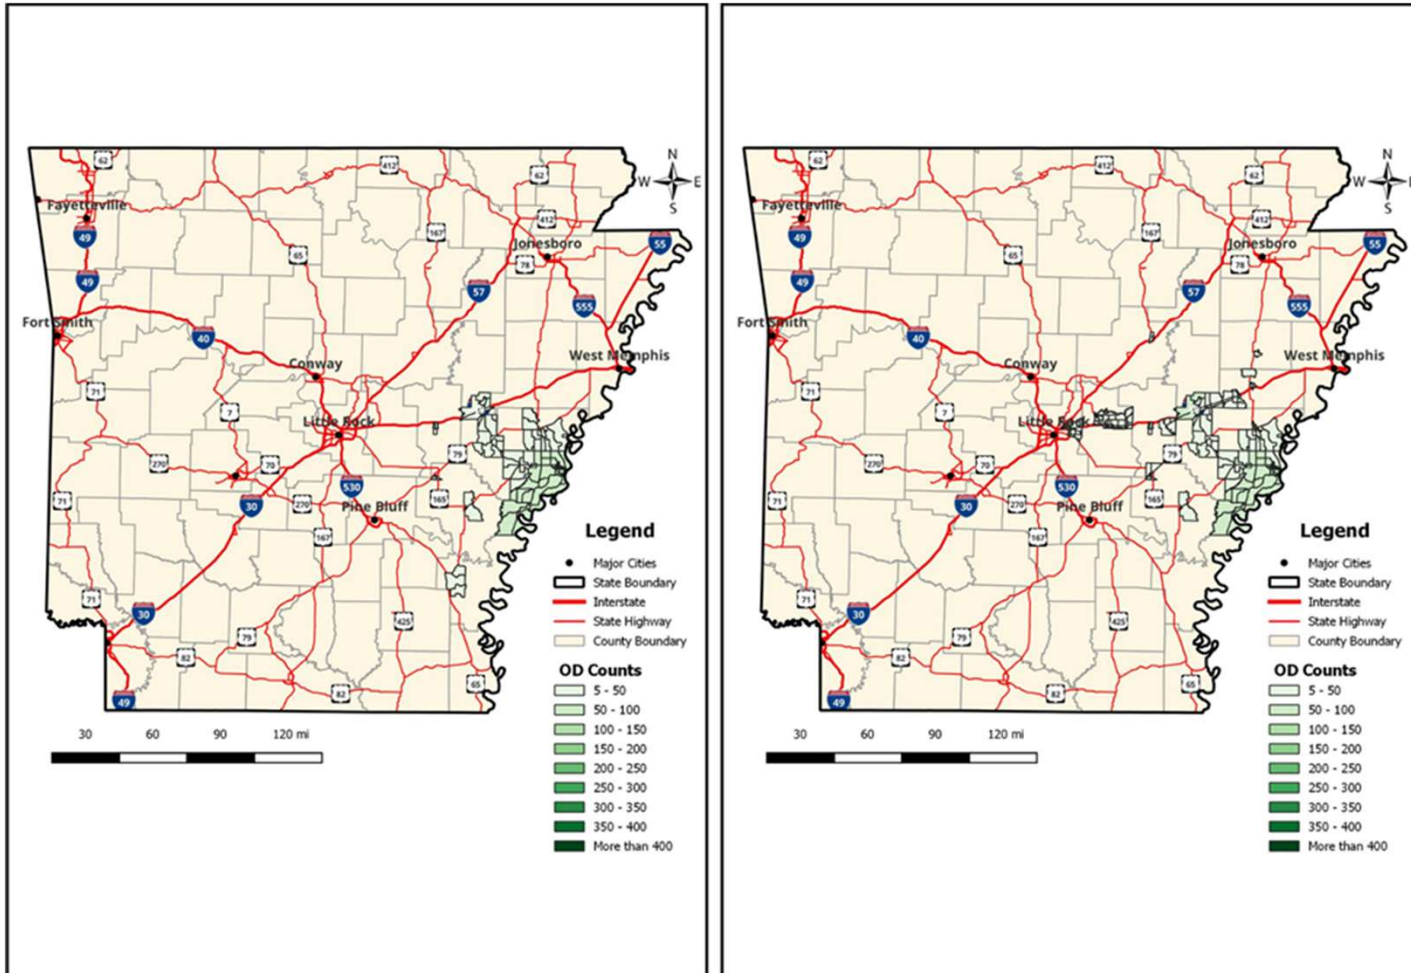 62
412
62
N
W E
S
Fayetteville
412
49
167
Jonesboro
55
65
78
49
57
555
Fort Smith
40
Conway
West Memphis
71
7
Little Rock
79
270
70
530
71
30
270
165
Pine Bluff
167
Legend
Major Cities
State Boundary
Interstate
State Highway
County Boundary
71
30
425
79
82
82
65
49
OD Counts
5 - 50
50 - 100
100 - 150
150 - 200
200 - 250
250 - 300
300 - 350
350 - 400
More than 400
30 60 90 120 mi
62
412
62
N
W E
S
Fayetteville
412
49
167
Jonesboro
55
65
78
49
57
555
Fort Smith
40
Conway
West Memphis
71
7
Little Rock
79
270
70
530
71
30
270
165
Pine Bluff
167
Legend
Major Cities
State Boundary
Interstate
State Highway
County Boundary
71
30
425
79
82
82
65
49
OD Counts
5 - 50
50 - 100
100 - 150
150 - 200
200 - 250
250 - 300
300 - 350
350 - 400
More than 400
30 60 90 120 mi